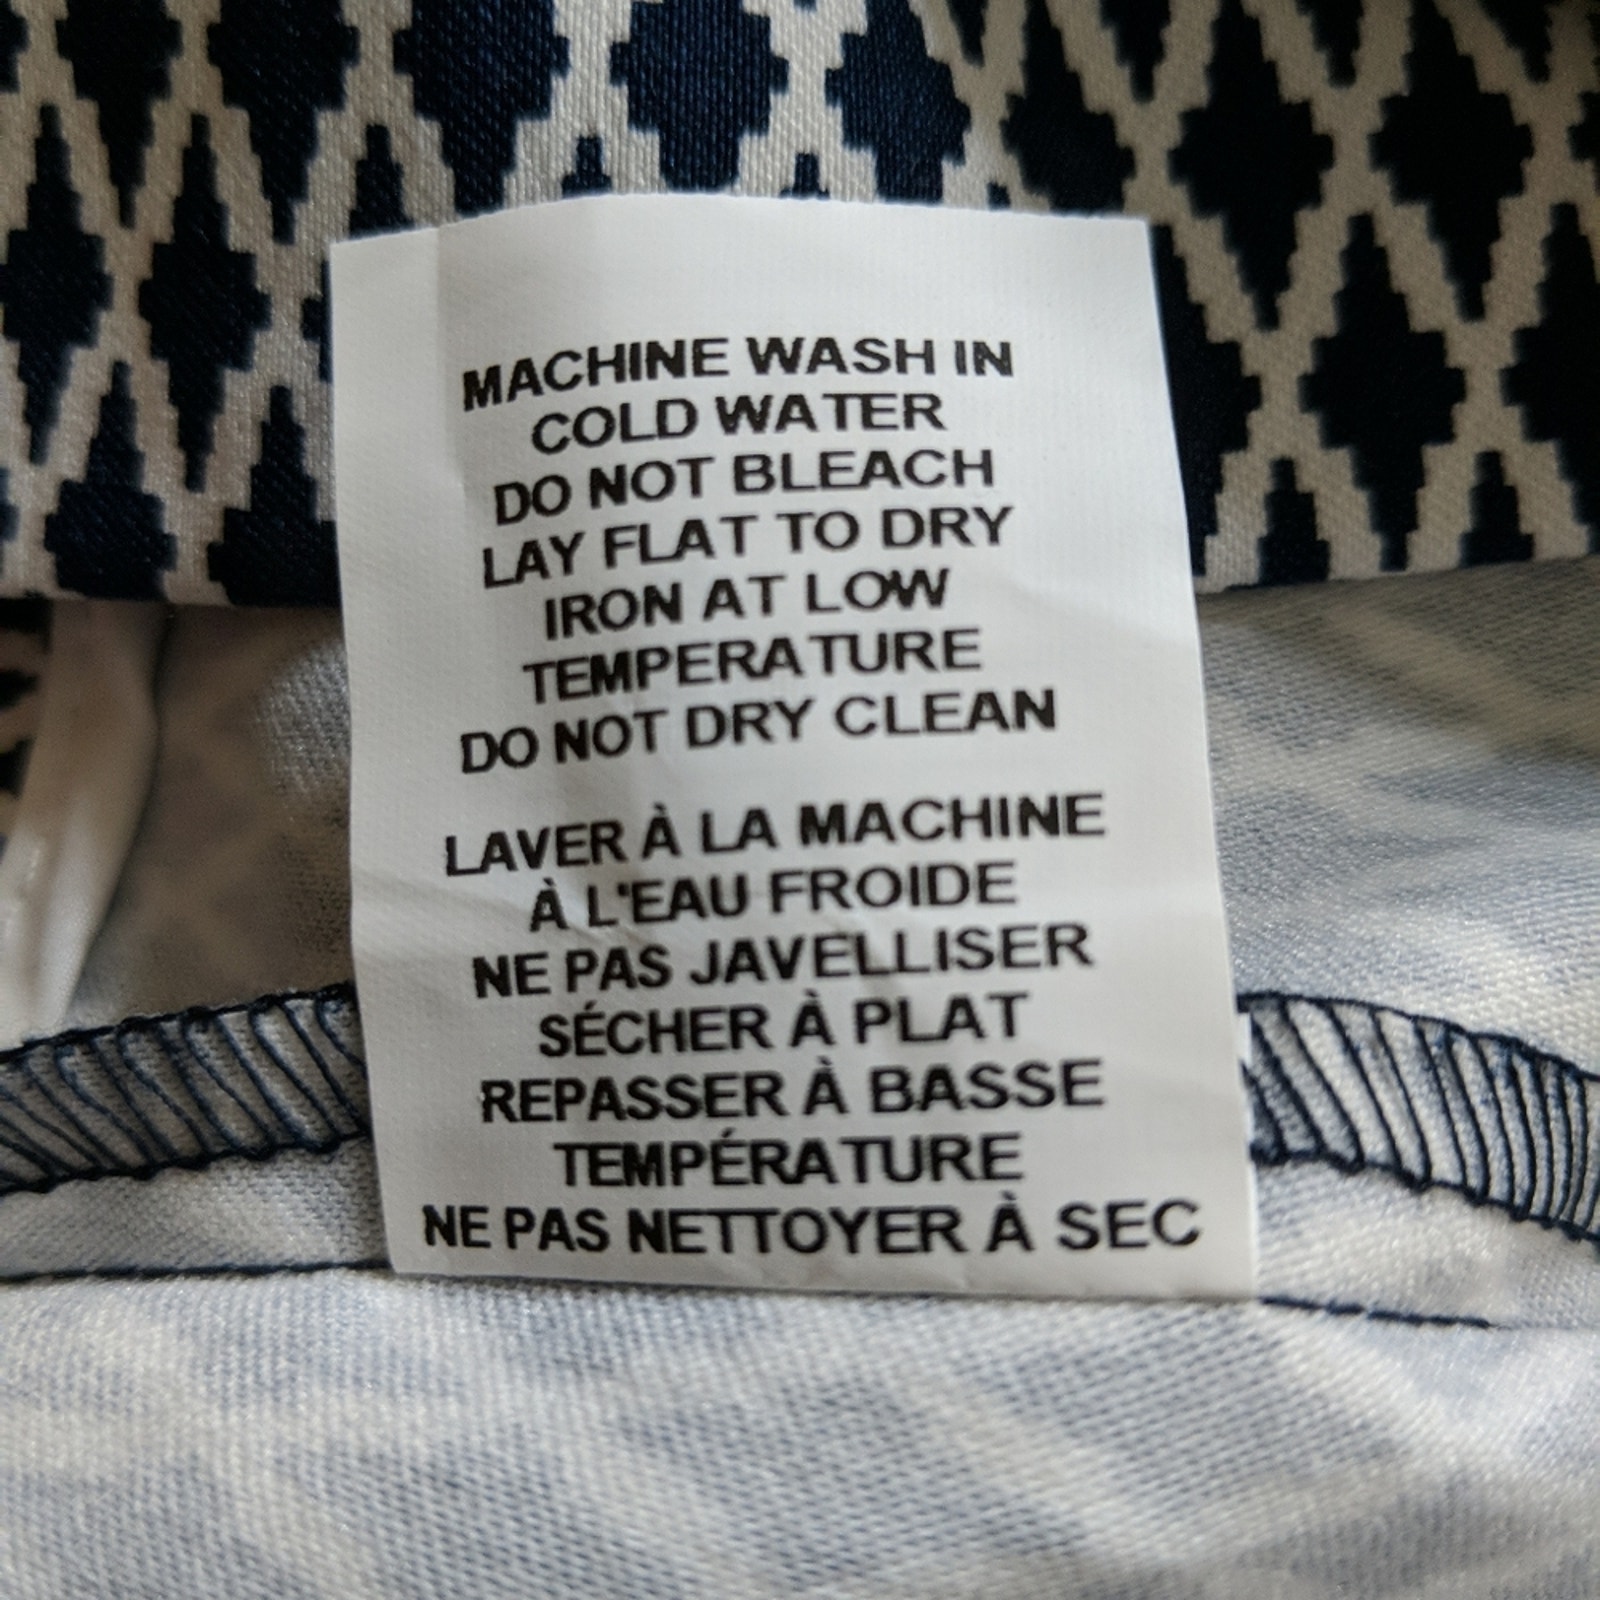 MACHINE WASH IN
COLD WATER
DO NOT BLEACH
LAY FLAT TO DRY
IRON AT LOW
TEMPERATURE
DO NOT DRY CLEAN
LAVER À LA MACHINE
À L'EAU FROIDE
NE PAS JAVELLISER
SÉCHER À PLAT
REPASSER À BASSE
TEMPÉRATURE
NE PAS NETTOYER À SEC